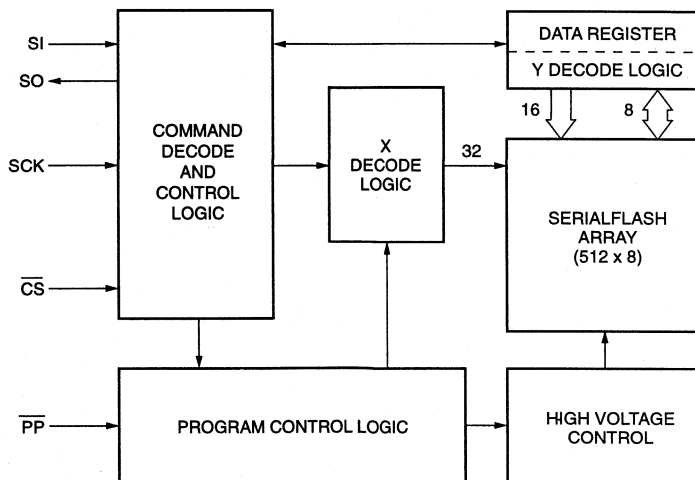 SI
SO
SCK
CS
PP
COMMAND
DECODE
AND
CONTROL
LOGIC
X
DECODE
LOGIC
32
DATA REGISTER
Y DECODE LOGIC
16
8
SERIALFLASH
ARRAY
(512 x 8)
PROGRAM CONTROL LOGIC
HIGH VOLTAGE
CONTROL